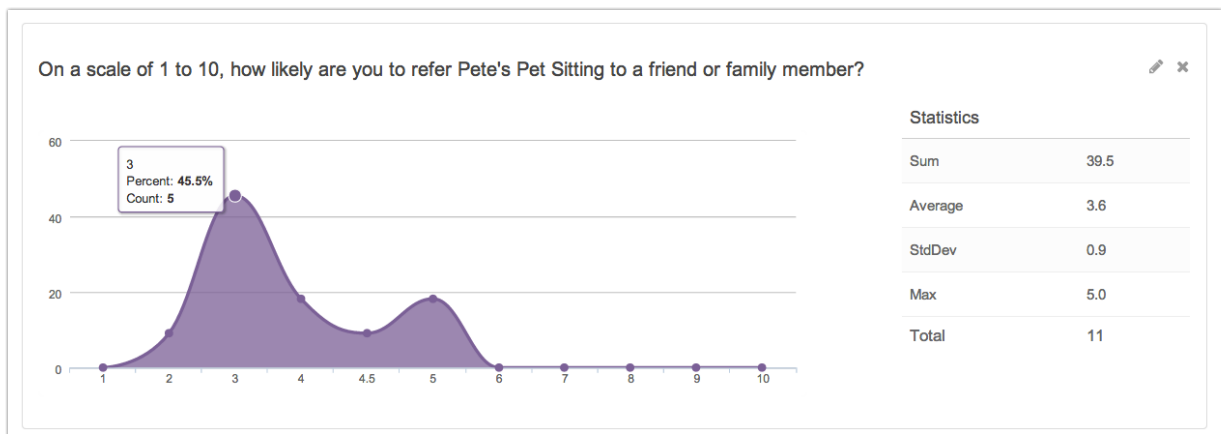 On a scale of 1 to 10, how likely are you to refer Pete's Pet Sitting to a friend or family member?
60
40
20
0
3
Percent: 45.5%
Count: 5
1 2 3 4 4.5 5 6 7 8 9 10
Statistics
Sum 39.5
Average 3.6
StdDev 0.9
Max 5.0
Total 11